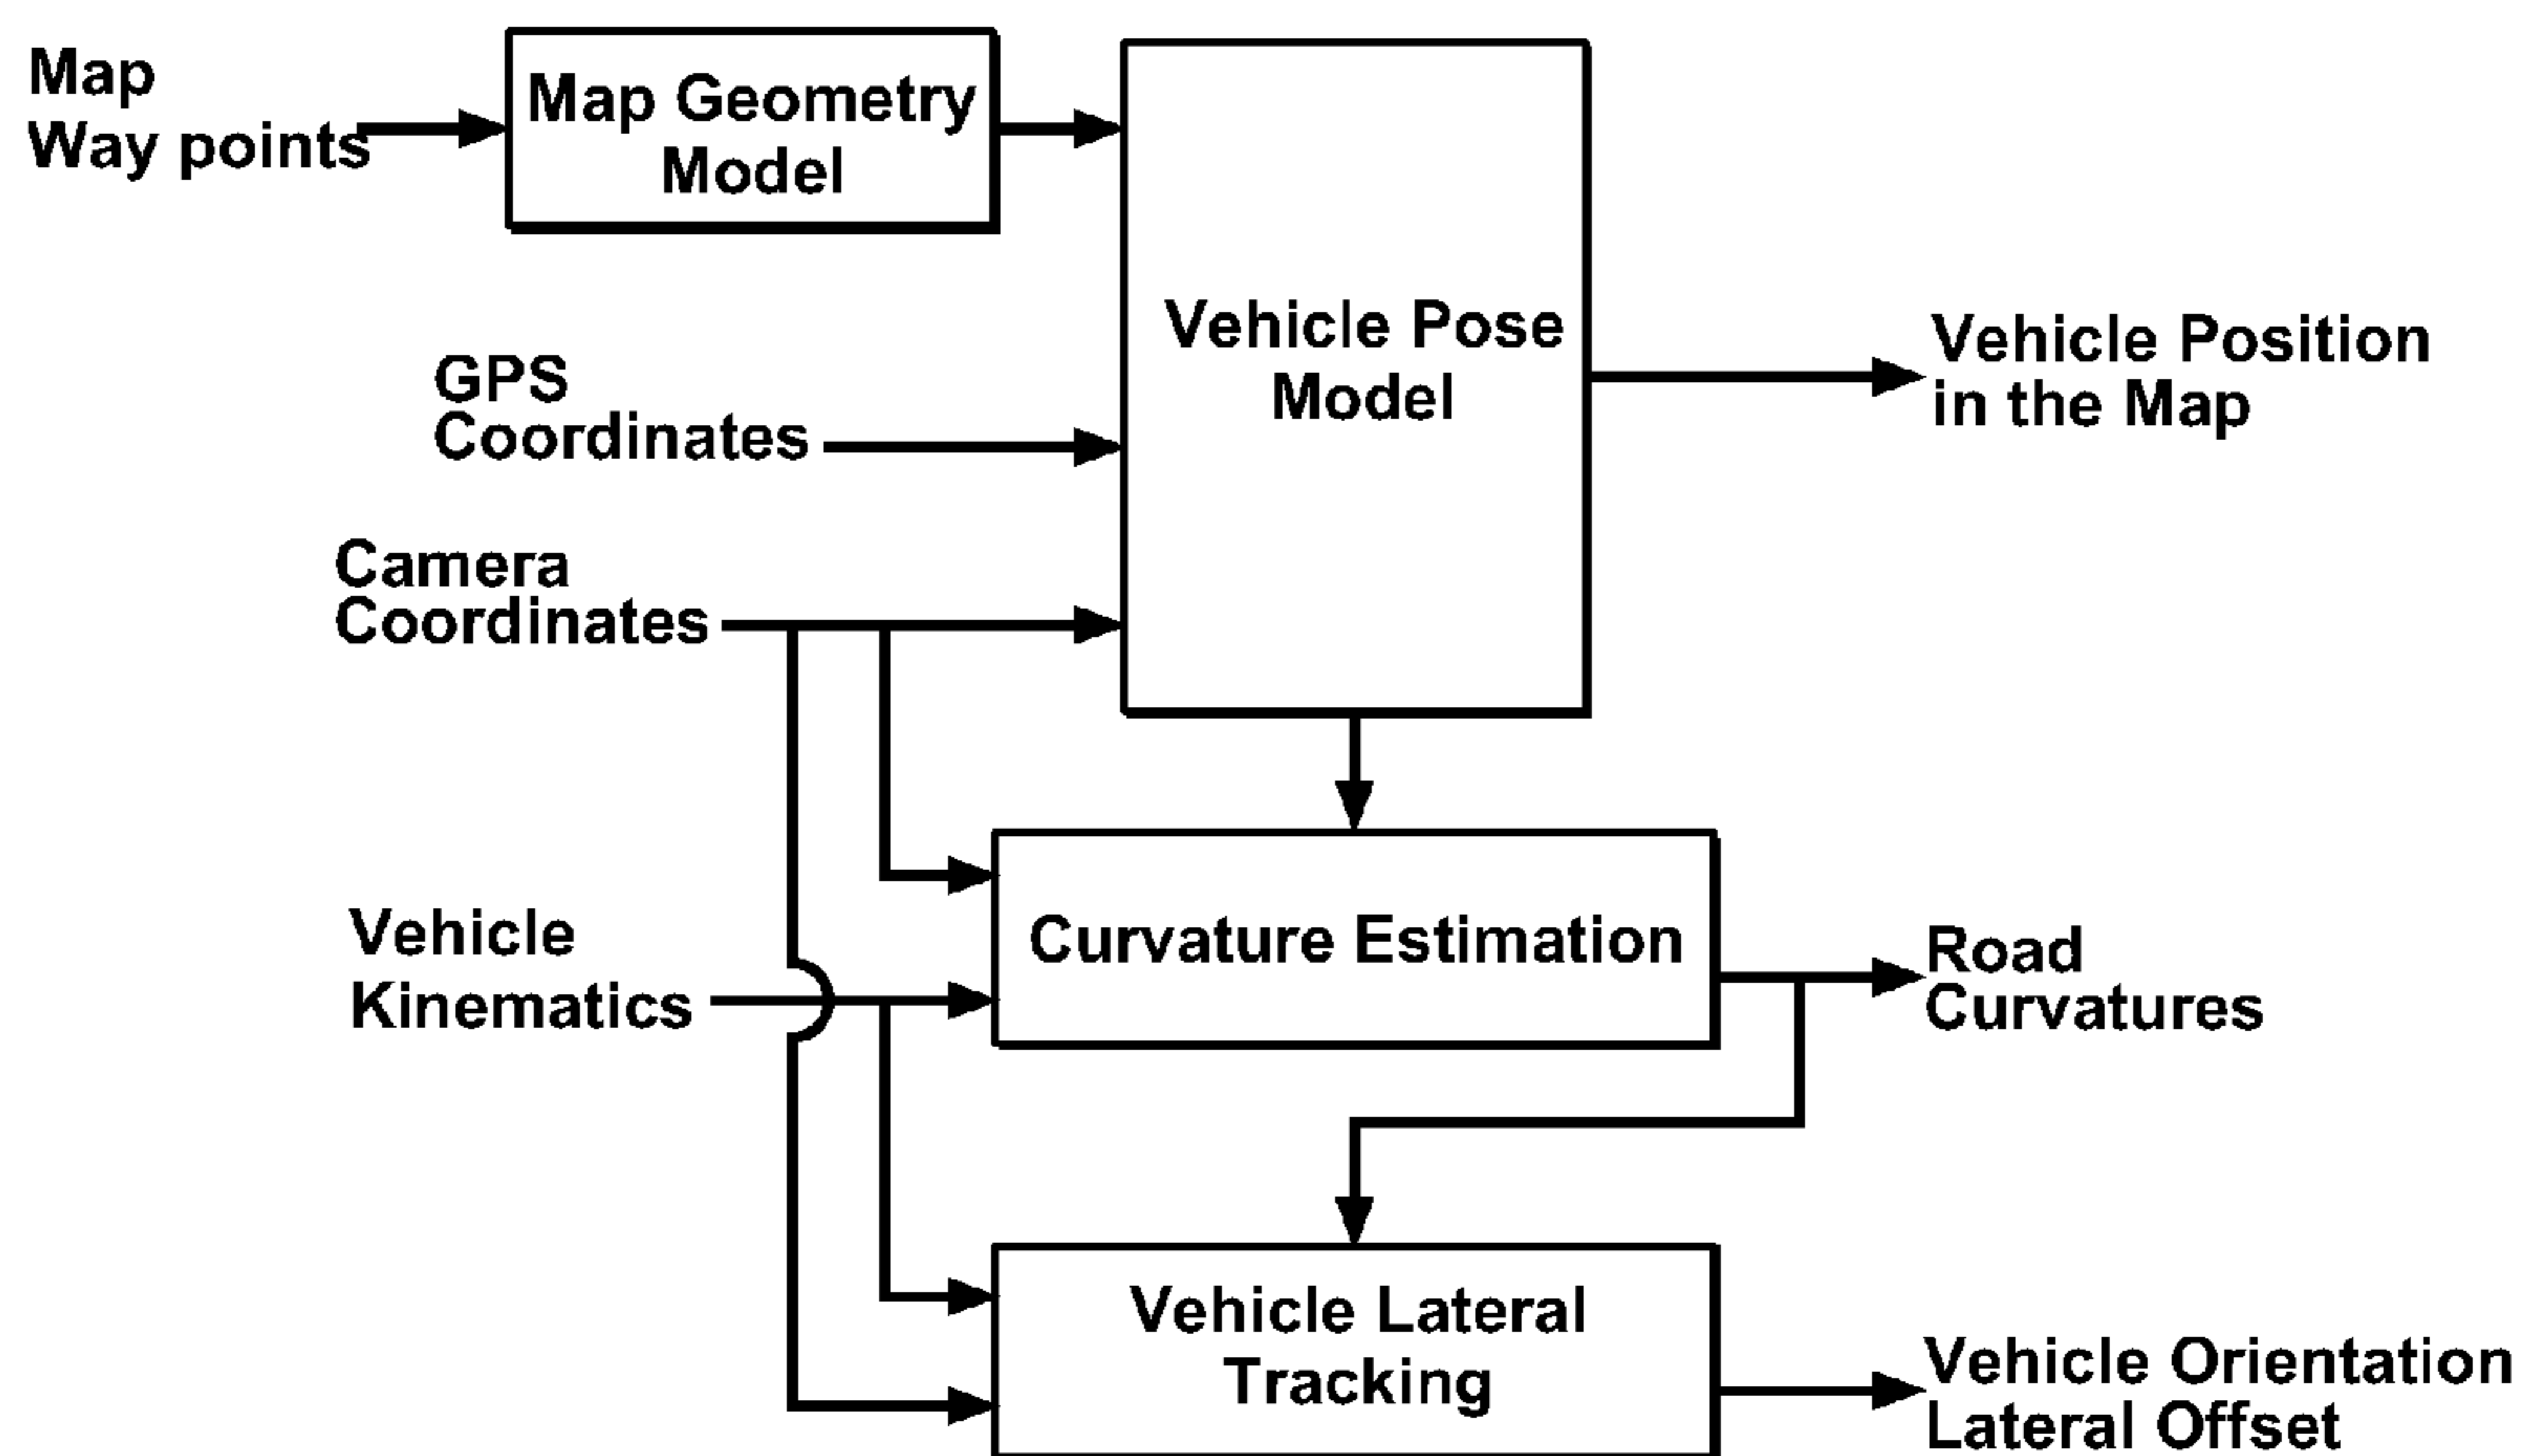 Map
Way points
Map Geometry
Model
GPS
Coordinates
Vehicle Pose
Model
Vehicle Position
in the Map
Camera
Coordinates
Vehicle
Kinematics
Curvature Estimation
Road
Curvatures
Vehicle Lateral
Tracking
Vehicle Orientation
Lateral Offset